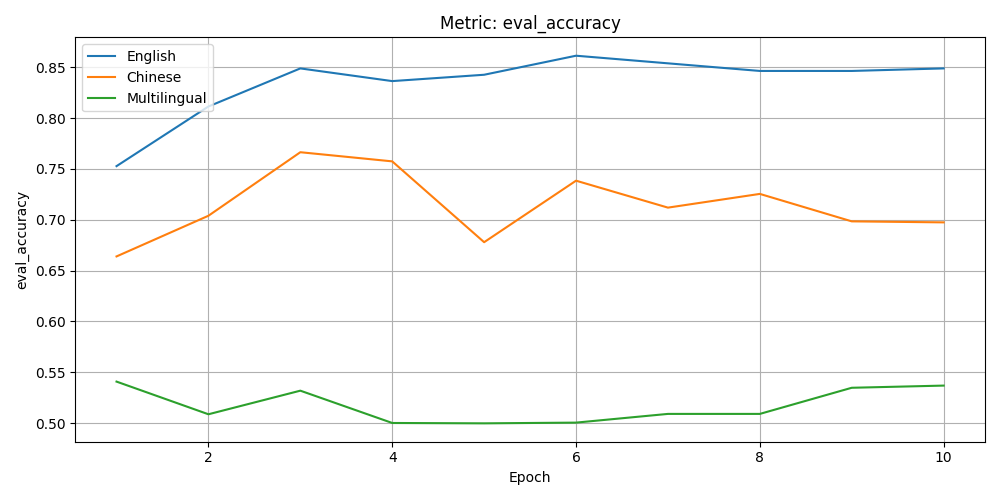 Metric: eval_accuracy
English
Chinese
Multilingual
0.85
0.80
0.75
0.70
0.65
0.60
0.55
0.50
eval_accuracy
2 4 6 8 10
Epoch